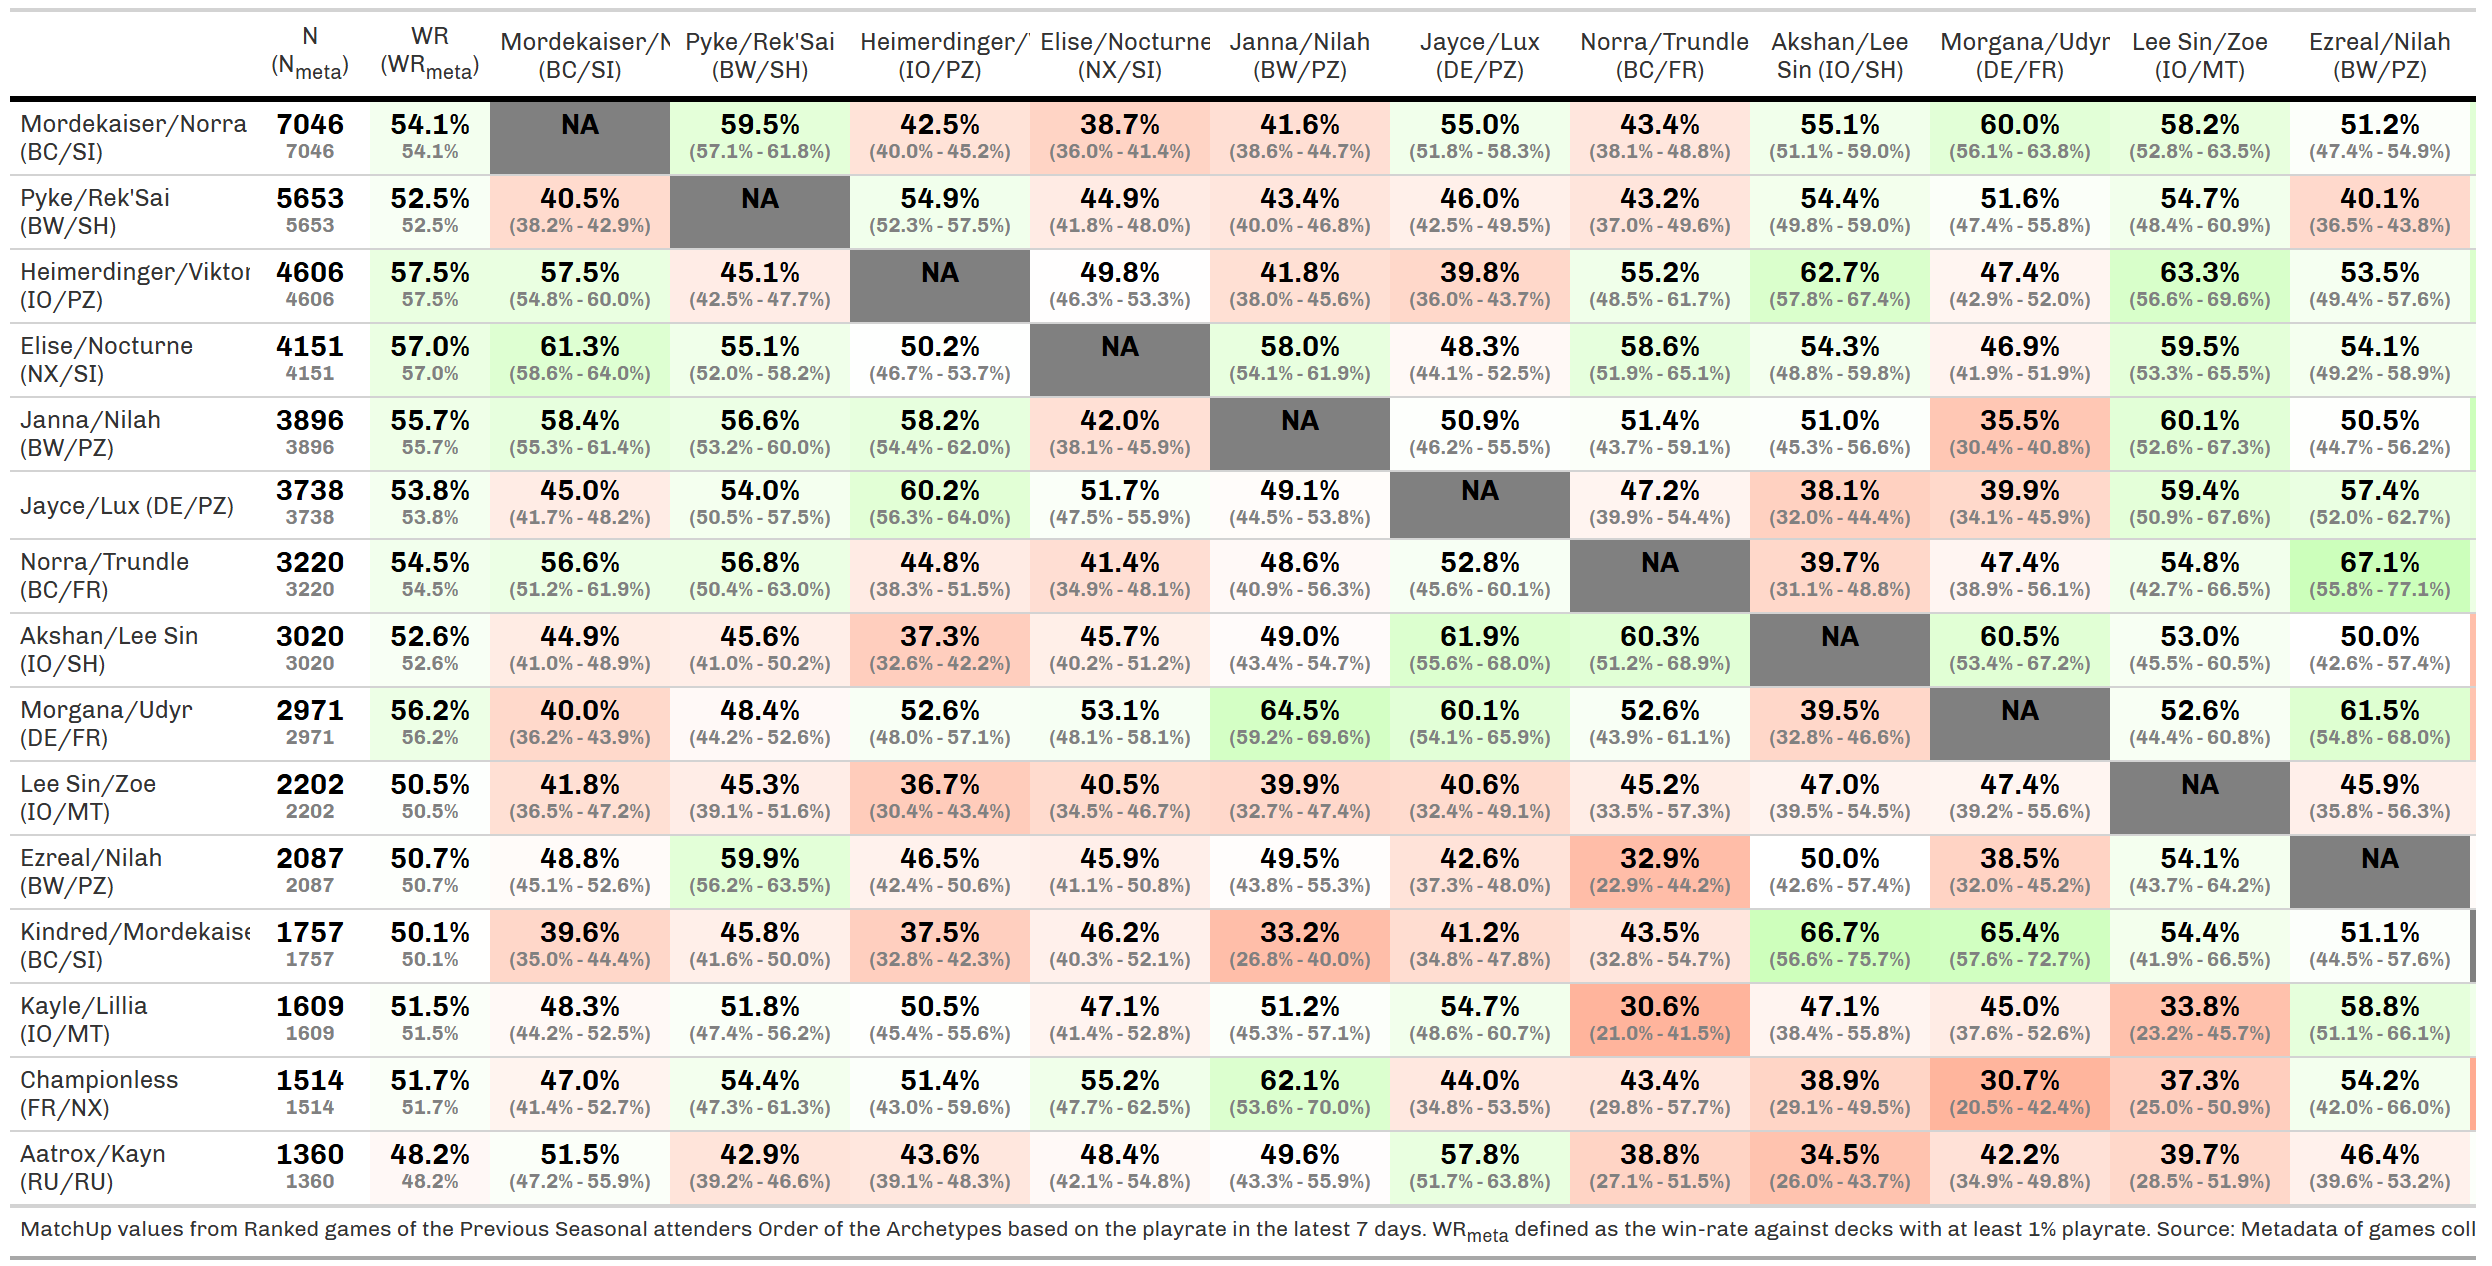 N WR Mordekaiser/N Pyke/Rek'Sai Heimerdinger/ Elise/Nocturne Janna/Nilah Jayce/Lux Norra/Trundle Akshan/Lee Morgana/Udyr Lee Sin/Zoe Ezreal/Nilah
(Nmeta) (WRmeta) (BC/SI) (BW/SH) (IO/PZ) (NX/SI) (BW/PZ) (DE/PZ) (BC/FR) Sin (IO/SH) (DE/FR) (IO/MT) (BW/PZ)
Mordekaiser/Norra 7046 54.1% NA 59.5% 42.5% 38.7% 41.6% 55.0% 43.4% 55.1% 60.0% 58.2% 51.2%
(BC/SI) 7046 54.1% (57.1% - 61.8%) (40.0% - 45.2%) (36.0% - 41.4%) (38.6% - 44.7%) (51.8% - 58.3%) (38.1% - 48.8%) (51.1% - 59.0%) (56.1% - 63.8%) (52.8% - 63.5%) (47.4% - 54.9%)
Pyke/Rek'Sai 5653 52.5% 40.5% NA 54.9% 44.9% 43.4% 46.0% 43.2% 54.4% 51.6% 54.7% 40.1%
(BW/SH) 5653 52.5% (38.2% - 42.9%) (52.3% - 57.5%) (41.8% - 48.0%) (40.0% - 46.8%) (42.5% - 49.5%) (37.0% - 49.6%) (49.8% - 59.0%) (47.4% - 55.8%) (48.4% - 60.9%) (36.5% - 43.8%)
Heimerdinger/Viktor 4606 57.5% 57.5% 45.1% NA 49.8% 41.8% 39.8% 55.2% 62.7% 47.4% 63.3% 53.5%
(IO/PZ) 4606 57.5% (54.8% - 60.0%) (42.5% - 47.7%) (46.3% - 53.3%) (38.0% - 45.6%) (36.0% - 43.7%) (48.5% - 61.7%) (57.8% - 67.4%) (42.9% - 52.0%) (56.6% - 69.6%) (49.4% - 57.6%)
Elise/Nocturne 4151 57.0% 61.3% 55.1% 50.2% NA 58.0% 48.3% 58.6% 54.3% 46.9% 59.5% 54.1%
(NX/SI) 4151 57.0% (58.6% - 64.0%) (52.0% - 58.2%) (46.7% - 53.7%) (54.1% - 61.9%) (44.1% - 52.5%) (51.9% - 65.1%) (48.8% - 59.8%) (41.9% - 51.9%) (53.3% - 65.5%) (49.2% - 58.9%)
Janna/Nilah 3896 55.7% 58.4% 56.6% 58.2% 42.0% NA 50.9% 51.4% 51.0% 35.5% 60.1% 50.5%
(BW/PZ) 3896 55.7% (55.3% - 61.4%) (53.2% - 60.0%) (54.4% - 62.0%) (38.1% - 45.9%) (46.2% - 55.5%) (43.7% - 59.1%) (45.3% - 56.6%) (30.4% - 40.8%) (52.6% - 67.3%) (44.7% - 56.2%)
Jayce/Lux (DE/PZ) 3738 53.8% 45.0% 54.0% 60.2% 51.7% 49.1% NA 47.2% 38.1% 39.9% 59.4% 57.4%
3738 53.8% (41.7% - 48.2%) (50.5% - 57.5%) (56.3% - 64.0%) (47.5% - 55.9%) (44.5% - 53.8%) (39.9% - 54.4%) (32.0% - 44.4%) (34.1% - 45.9%) (50.9% - 67.6%) (52.0% - 62.7%)
Norra/Trundle 3220 54.5% 56.6% 56.8% 44.8% 41.4% 48.6% 52.8% NA 39.7% 47.4% 54.8% 67.1%
(BC/FR) 3220 54.5% (51.2% - 61.9%) (50.4% - 63.0%) (38.3% - 51.5%) (34.9% - 48.1%) (40.9% - 56.3%) (45.6% - 60.1%) (31.1% - 48.8%) (38.9% - 56.1%) (42.7% - 66.5%) (55.8% - 77.1%)
Akshan/Lee Sin 3020 52.6% 44.9% 45.6% 37.3% 45.7% 49.0% 61.9% 60.3% NA 60.5% 53.0% 50.0%
(IO/SH) 3020 52.6% (41.0% - 48.9%) (41.0% - 50.2%) (32.6% - 42.2%) (40.2% - 51.2%) (43.4% - 54.7%) (55.6% - 68.0%) (51.2% - 68.9%) (53.4% - 67.2%) (45.5% - 60.5%) (42.6% - 57.4%)
Morgana/Udyr 2971 56.2% 40.0% 48.4% 52.6% 53.1% 64.5% 60.1% 52.6% 39.5% NA 52.6% 61.5%
(DE/FR) 2971 56.2% (36.2% - 43.9%) (44.2% - 52.6%) (48.0% - 57.1%) (48.1% - 58.1%) (59.2% - 69.6%) (54.1% - 65.9%) (43.9% - 61.1%) (32.8% - 46.6%) (44.4% - 60.8%) (54.8% - 68.0%)
Lee Sin/Zoe 2202 50.5% 41.8% 45.3% 36.7% 40.5% 39.9% 40.6% 45.2% 47.0% 47.4% NA 45.9%
(IO/MT) 2202 50.5% (36.5% - 47.2%) (39.1% - 51.6%) (30.4% - 43.4%) (34.5% - 46.7%) (32.7% - 47.4%) (32.4% - 49.1%) (33.5% - 57.3%) (39.5% - 54.5%) (39.2% - 55.6%) (35.8% - 56.3%)
Ezreal/Nilah 2087 50.7% 48.8% 59.9% 46.5% 45.9% 49.5% 42.6% 32.9% 50.0% 38.5% 54.1% NA
(BW/PZ) 2087 50.7% (45.1% - 52.6%) (56.2% - 63.5%) (42.4% - 50.6%) (41.1% - 50.8%) (43.8% - 55.3%) (37.3% - 48.0%) (22.9% - 44.2%) (42.6% - 57.4%) (32.0% - 45.2%) (43.7% - 64.2%)
Kindred/Mordekaise 1757 50.1% 39.6% 45.8% 37.5% 46.2% 33.2% 41.2% 43.5% 66.7% 65.4% 54.4% 51.1%
(BC/SI) 1757 50.1% (35.0% - 44.4%) (41.6% - 50.0%) (32.8% - 42.3%) (40.3% - 52.1%) (26.8% - 40.0%) (34.8% - 47.8%) (32.8% - 54.7%) (56.6% - 75.7%) (57.6% - 72.7%) (41.9% - 66.5%) (44.5% - 57.6%)
Kayle/Lillia 1609 51.5% 48.3% 51.8% 50.5% 47.1% 51.2% 54.7% 30.6% 47.1% 45.0% 33.8% 58.8%
(IO/MT) 1609 51.5% (44.2% - 52.5%) (47.4% - 56.2%) (45.4% - 55.6%) (41.4% - 52.8%) (45.3% - 57.1%) (48.6% - 60.7%) (21.0% - 41.5%) (38.4% - 55.8%) (37.6% - 52.6%) (23.2% - 45.7%) (51.1% - 66.1%)
Championless 1514 51.7% 47.0% 54.4% 51.4% 55.2% 62.1% 44.0% 43.4% 38.9% 30.7% 37.3% 54.2%
(FR/NX) 1514 51.7% (41.4% - 52.7%) (47.3% - 61.3%) (43.0% - 59.6%) (47.7% - 62.5%) (53.6% - 70.0%) (34.8% - 53.5%) (29.8% - 57.7%) (29.1% - 49.5%) (20.5% - 42.4%) (25.0% - 50.9%) (42.0% - 66.0%)
Aatrox/Kayn 1360 48.2% 51.5% 42.9% 43.6% 48.4% 49.6% 57.8% 38.8% 34.5% 42.2% 39.7% 46.4%
(RU/RU) 1360 48.2% (47.2% - 55.9%) (39.2% - 46.6%) (39.1% - 48.3%) (42.1% - 54.8%) (43.3% - 55.9%) (51.7% - 63.8%) (27.1% - 51.5%) (26.0% - 43.7%) (34.9% - 49.8%) (28.5% - 51.9%) (39.6% - 53.2%)
MatchUp values from Ranked games of the Previous Seasonal attenders Order of the Archetypes based on the playrate in the latest 7 days. WRmeta defined as the win-rate against decks with at least 1% playrate. Source: Metadata of games coll